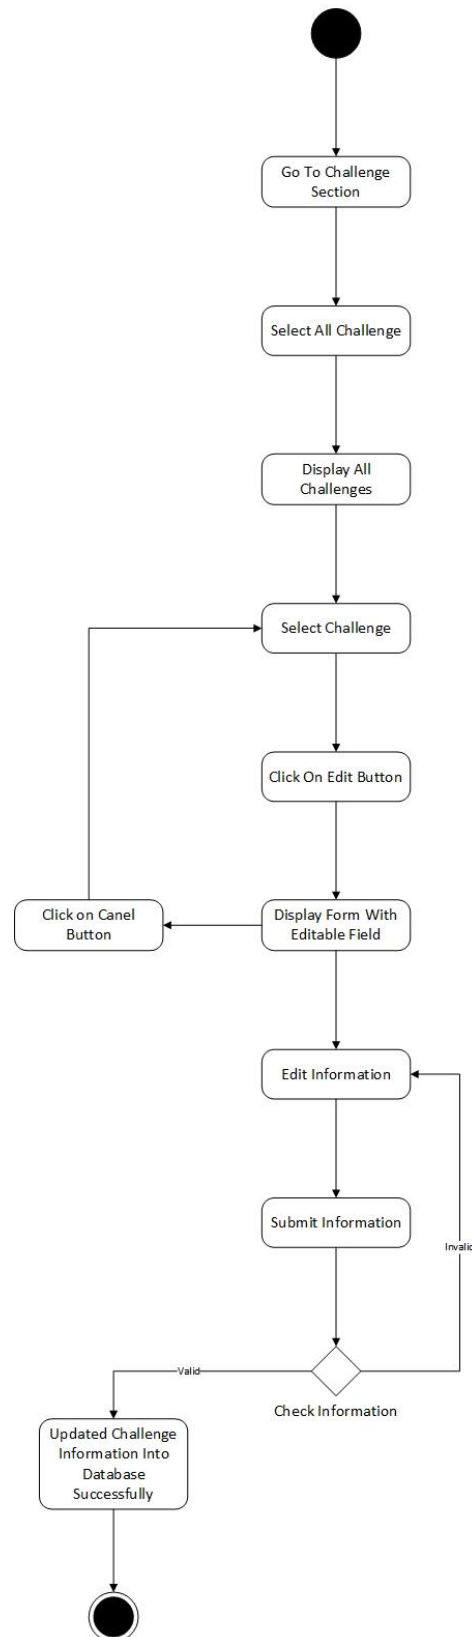 Go To Challenge
Section
Select All Challenge
Display All
Challenges
Select Challenge
Click On Edit Button
Click on Canel
Button
Display Form With
Editable Field
Edit Information
Submit Information
Invalid
Valid
Check Information
Updated Challenge
Information Into
Database
Successfully